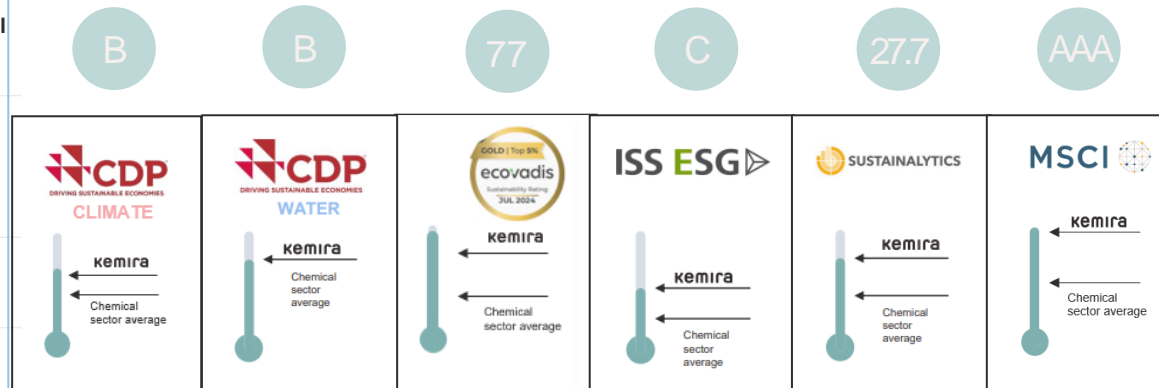 B
B
77
C
27.7
AAA
CDP
DRIVING SUSTAINABLE ECONOMIES
CLIMATE
kemira
Chemical
sector average
CDP
DRIVING SUSTAINABLE ECONOMIES
WATER
kemira
Chemical
sector
average
GOLD | Top 5%
ecovadis
Sustainability Rating
JUL 2024
kemira
Chemical
sector average
ISS ESG
kemira
Chemical
sector
average
SUSTAINALYTICS
kemira
Chemical
sector
average
MSCI
kemira
Chemical
sector average